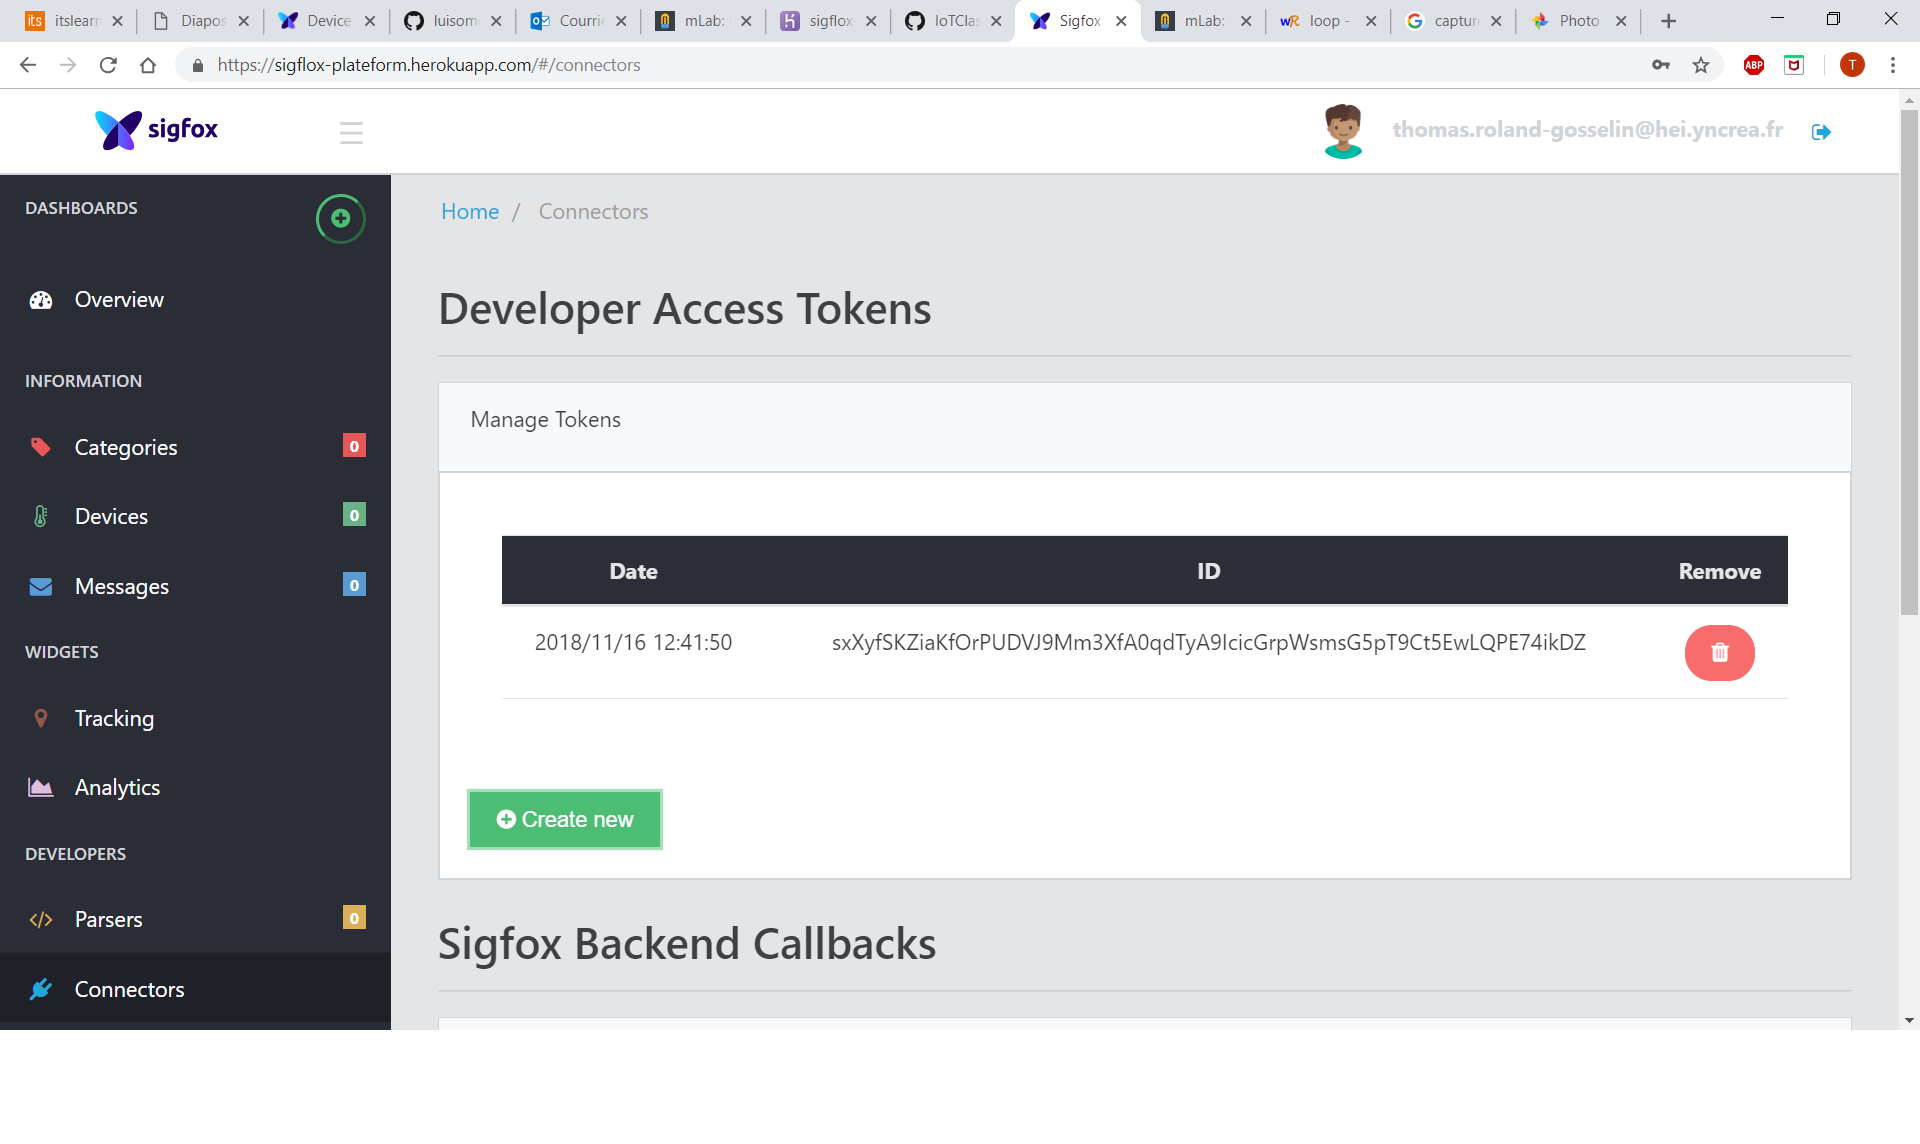 itslearn
Diapos
Device
luisom
Courrie
mLab:
sigflox
IoTClas
Sigfox
mLab:
loop -
captur
Photo
https://sigflox-plateform.herokuapp.com/#/connectors
ABP
T
sigfox
thomas.roland-gosselin@hei.yncrea.fr
DASHBOARDS
Overview
INFORMATION
Categories 0
Devices 0
Messages 0
WIDGETS
Tracking
Analytics
DEVELOPERS
Parsers 0
Connectors
Home / Connectors
Developer Access Tokens
Manage Tokens
Date ID Remove
2018/11/16 12:41:50 sxXyfSKZiaKfOrPUDVJ9Mm3XfA0qdTyA9IcicGrpWsmsG5pT9Ct5EwLQPE74ikDZ
Create new
Sigfox Backend Callbacks